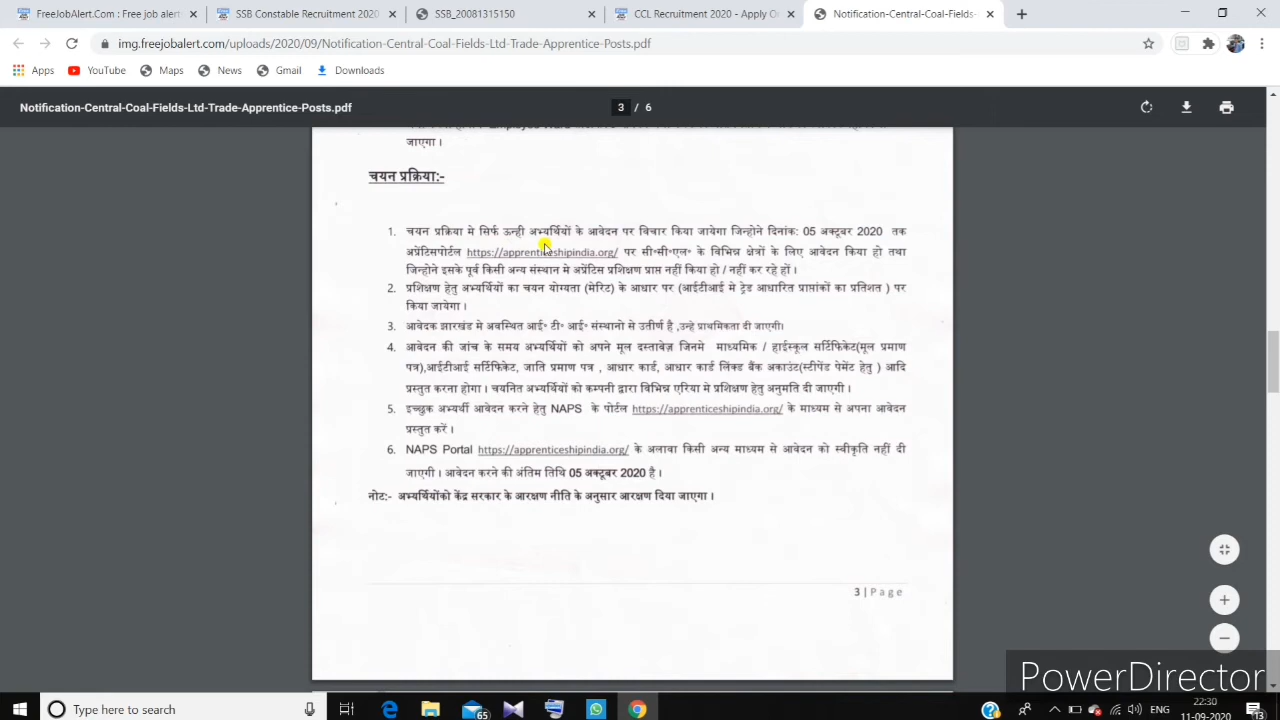 FreeJobAlert.Com : Free job alert
SSB Constable Recruitment 2020
SSB_20081315150
CCL Recruitment 2020 - Apply O
Notification-Central-Coal-Fields-
img.freejobalert.com/uploads/2020/09/Notification-Central-Coal-Fields-Ltd-Trade-Apprentice-Posts.pdf
Apps YouTube Maps News Gmail Downloads
Notification-Central-Coal-Fields-Ltd-Trade-Apprentice-Posts.pdf
3 / 6
जाएगा ।
चयन प्रक्रिया:-
1. चयन प्रक्रिया मे सिर्फ ऊन्ही अभ्यर्थियों के आवेदन पर विचार किया जायेगा जिन्होने दिनांक: 05 अक्टूबर 2020 तक
अप्रेंटिसपोर्टल https://apprenticeshipindia.org/ पर सी॰सी॰एल॰ के विभिन्न क्षेत्रों के लिए आवेदन किया हो तथा
जिन्होने इसके पूर्व किसी अन्य संस्थान मे अप्रेंटिस प्रशिक्षण प्राप्त नहीं किया हो / नहीं कर रहे हों ।
2. प्रशिक्षण हेतु अभ्यर्थियों का चयन योग्यता (मेरिट) के आधार पर (आईटीआई मे ट्रेड आधारित प्राप्तांकों का प्रतिशत ) पर
किया जायेगा ।
3. आवेदक झारखंड मे अवस्थित आई॰ टी॰ आई॰ संस्थानो से उतीर्ण है ,उन्हे प्राथमिकता दी जाएगी।
4. आवेदन की जांच के समय अभ्यर्थियों को अपने मूल दस्तावेज़ जिनमे माध्यमिक / हाईस्कूल सर्टिफिकेट(मूल प्रमाण
पत्र),आईटीआई सर्टिफिकेट, जाति प्रमाण पत्र , आधार कार्ड, आधार कार्ड लिंक्ड बैंक अकाउंट(स्टीपेंड पेमेंट हेतु ) आदि
प्रस्तुत करना होगा । चयनित अभ्यर्थियों को कम्पनी द्वारा विभिन्न एरिया मे प्रशिक्षण हेतु अनुमति दी जाएगी ।
5. इच्छुक अभ्यर्थी आवेदन करने हेतु NAPS के पोर्टल https://apprenticeshipindia.org/ के माध्यम से अपना आवेदन
प्रस्तुत करें ।
6. NAPS Portal https://apprenticeshipindia.org/ के अलावा किसी अन्य माध्यम से आवेदन को स्वीकृति नहीं दी
जाएगी । आवेदन करने की अंतिम तिथि 05 अक्टूबर 2020 है ।
नोट:- अभ्यर्थियोंको केंद्र सरकार के आरक्षण नीति के अनुसार आरक्षण दिया जाएगा ।
3 | Page
PowerDirector
Type here to search
65
ENG
22:30
11-09-2020
13